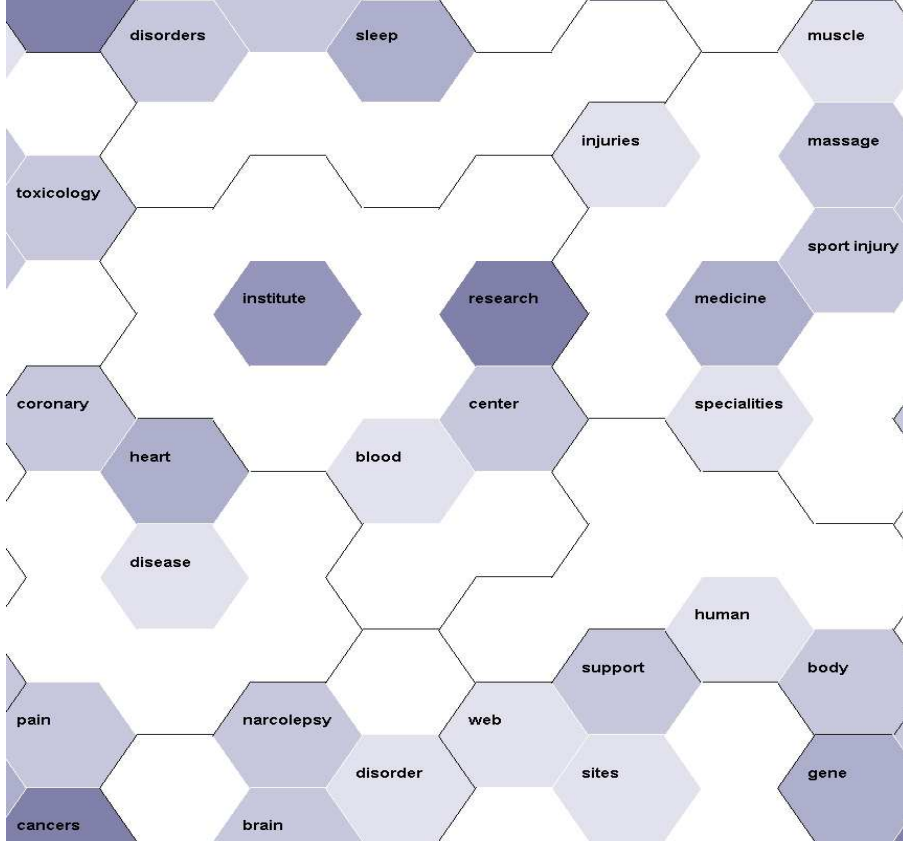 disorders
sleep
muscle
injuries
massage
toxicology
sport injury
institute
research
medicine
coronary
center
specialities
heart
blood
disease
human
support
body
pain
narcolepsy
web
disorder
sites
gene
cancers
brain